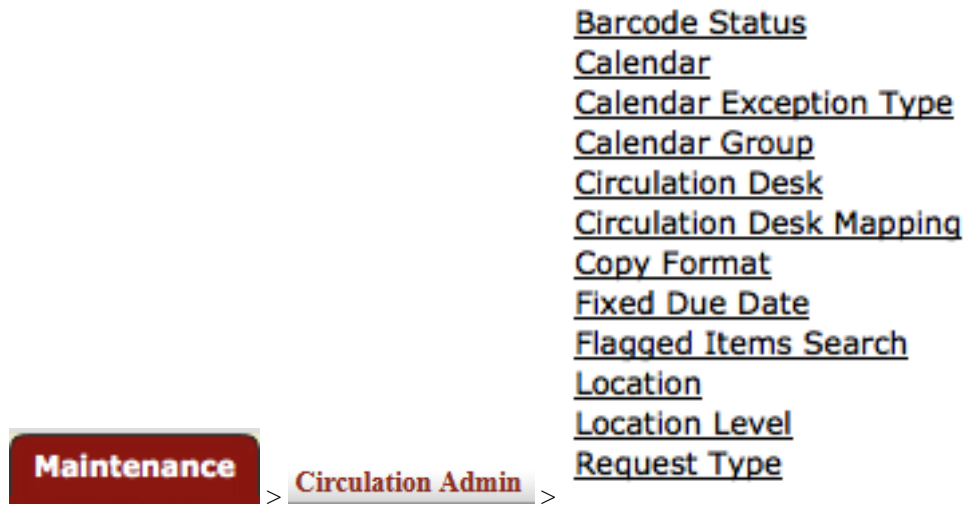 Barcode Status
Calendar
Calendar Exception Type
Calendar Group
Circulation Desk
Circulation Desk Mapping
Copy Format
Fixed Due Date
Flagged Items Search
Location
Location Level
Request Type
Maintenance > Circulation Admin >